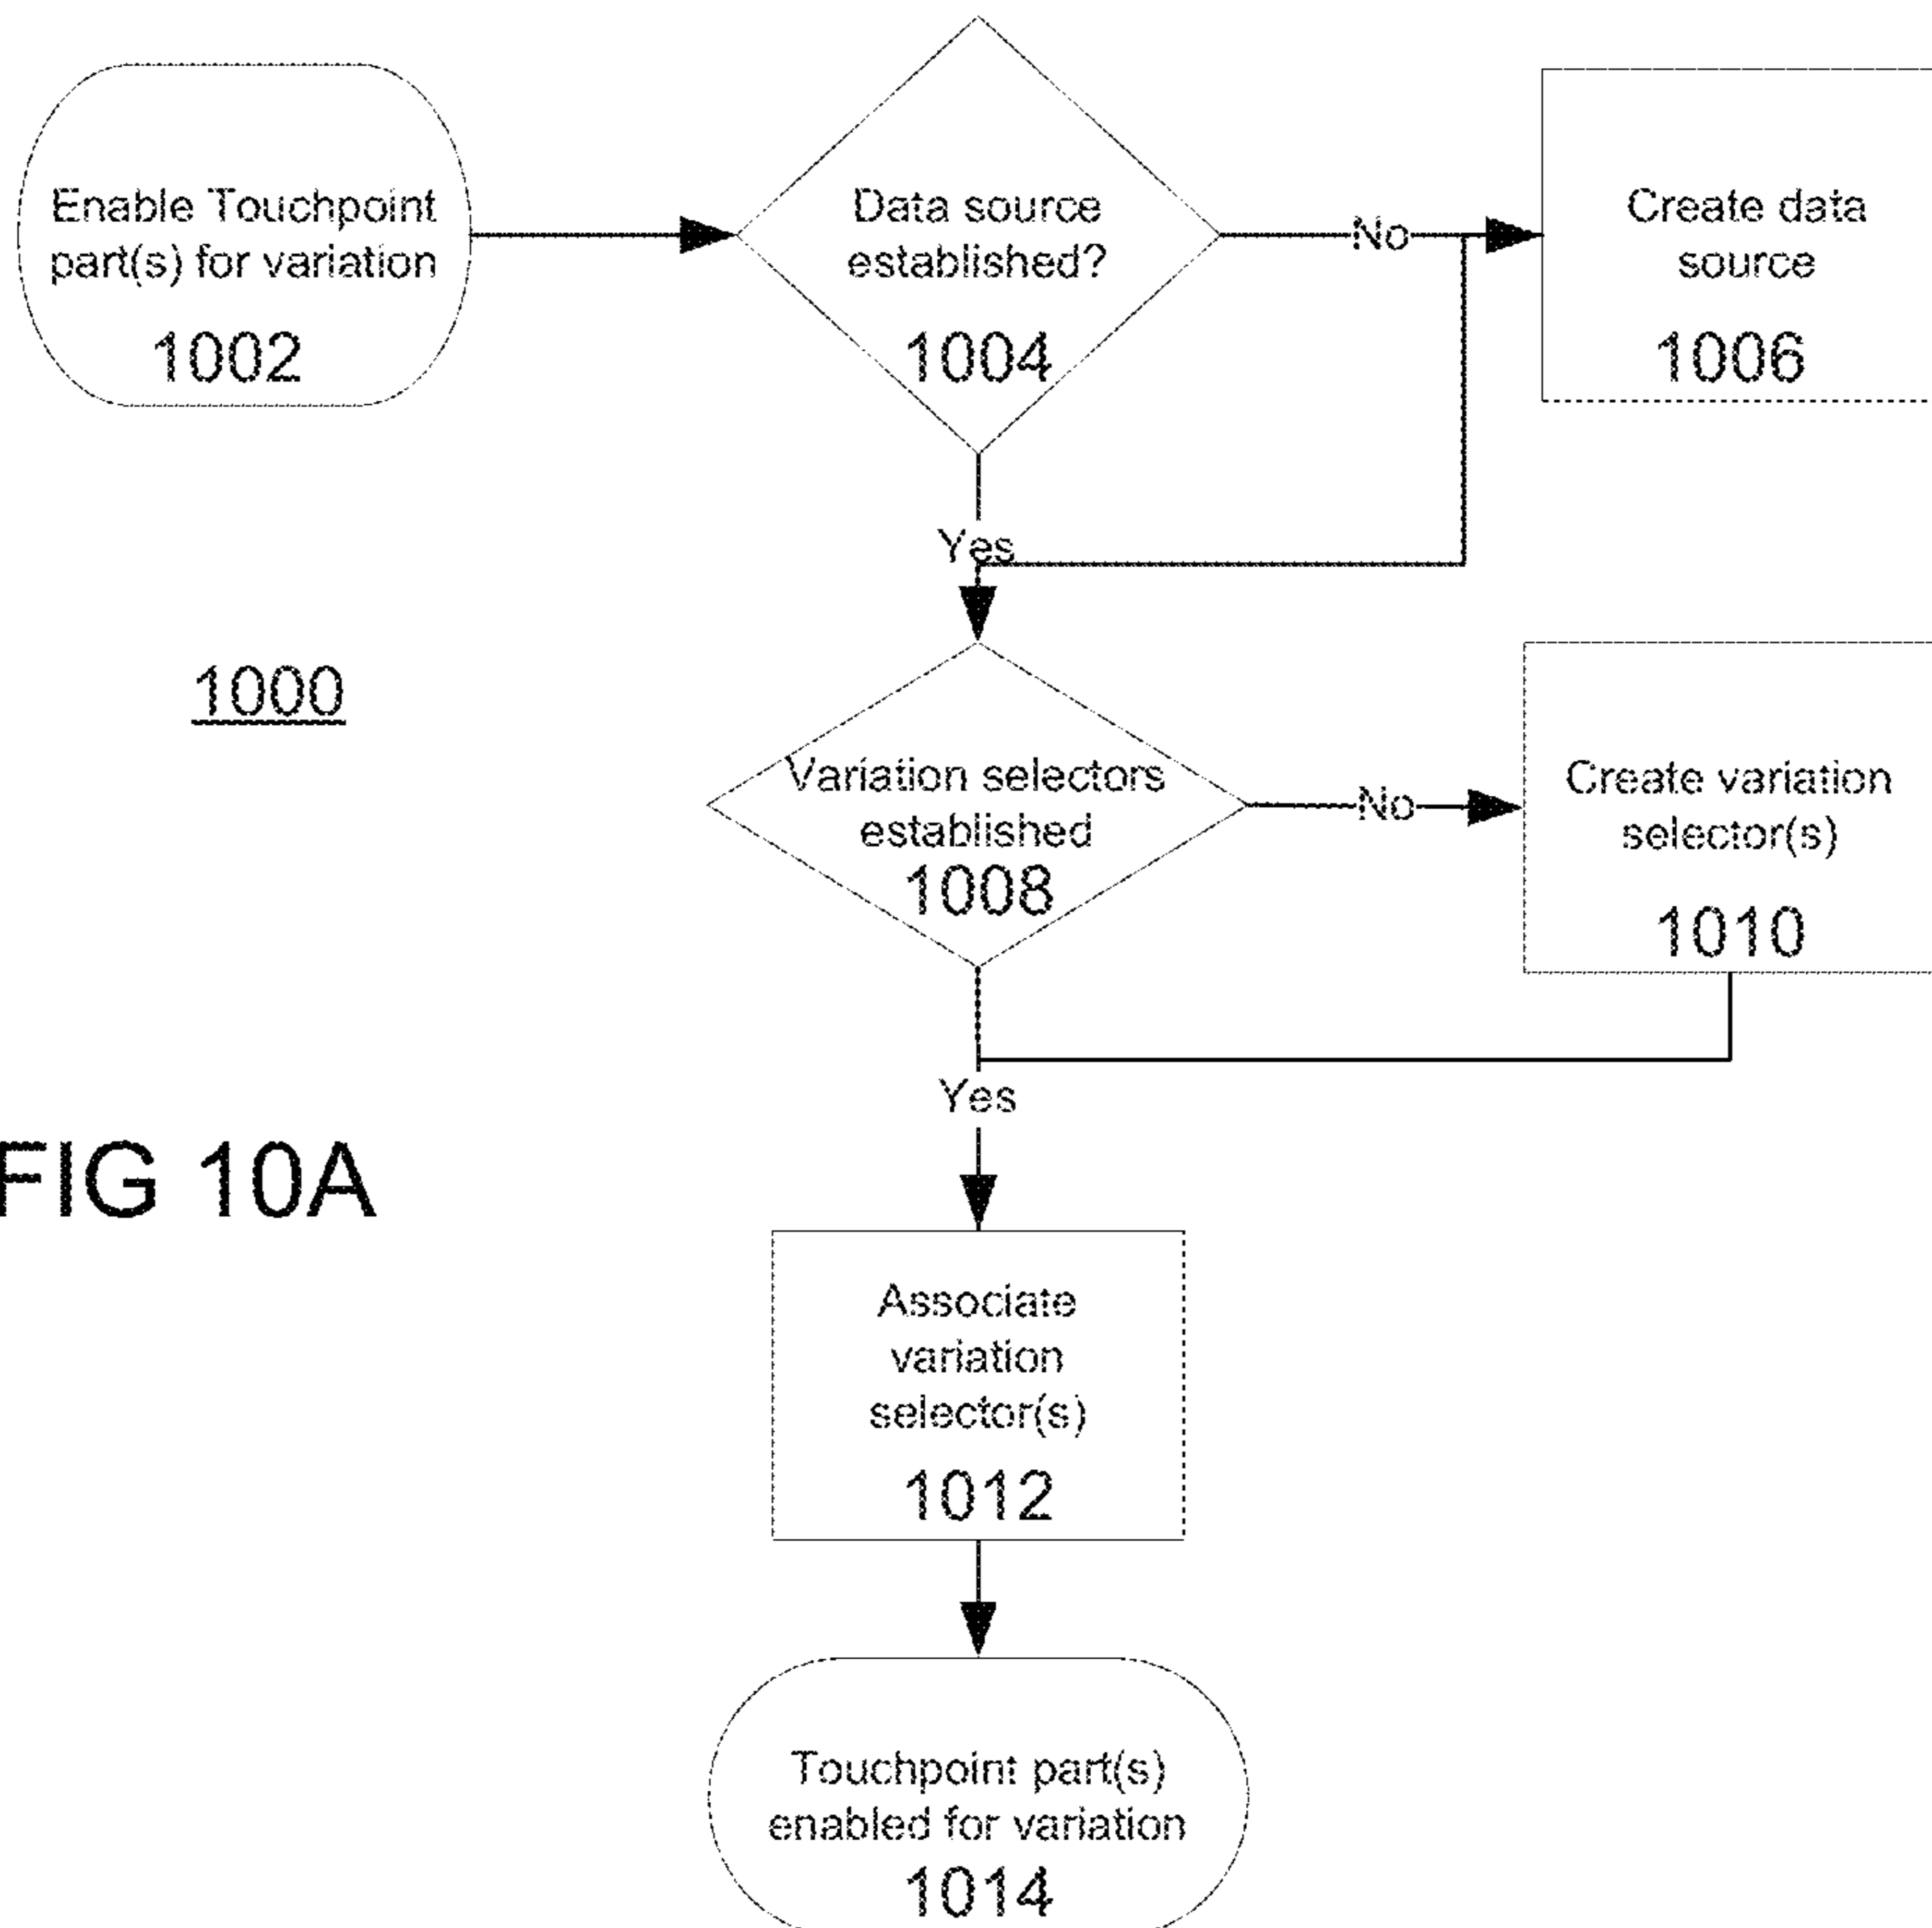 Enable Touchpoint
part(s) for variation
1002
Data source
established?
1004
No
Create data
source
1006
Yes
1000
Variation selectors
established
1008
No
Create variation
selector(s)
1010
Yes
FIG 10A
Associate
variation
selector(s)
1012
Touchpoint part(s)
enabled for variation
1014